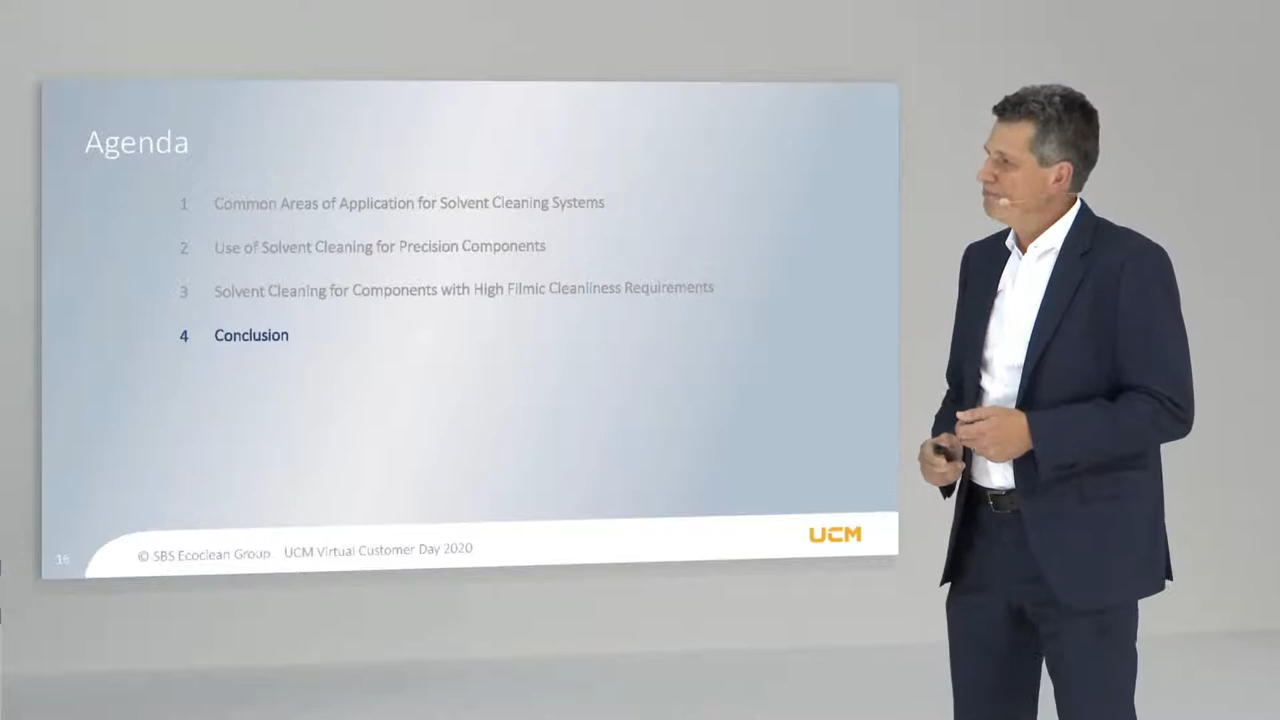 Agenda
1 Common Areas of Application for Solvent Cleaning Systems
2 Use of Solvent Cleaning for Precision Components
3 Solvent Cleaning for Components with High Filmic Cleanliness Requirements
4 Conclusion
16 © SBS Ecoclean Group UCM Virtual Customer Day 2020
UCM